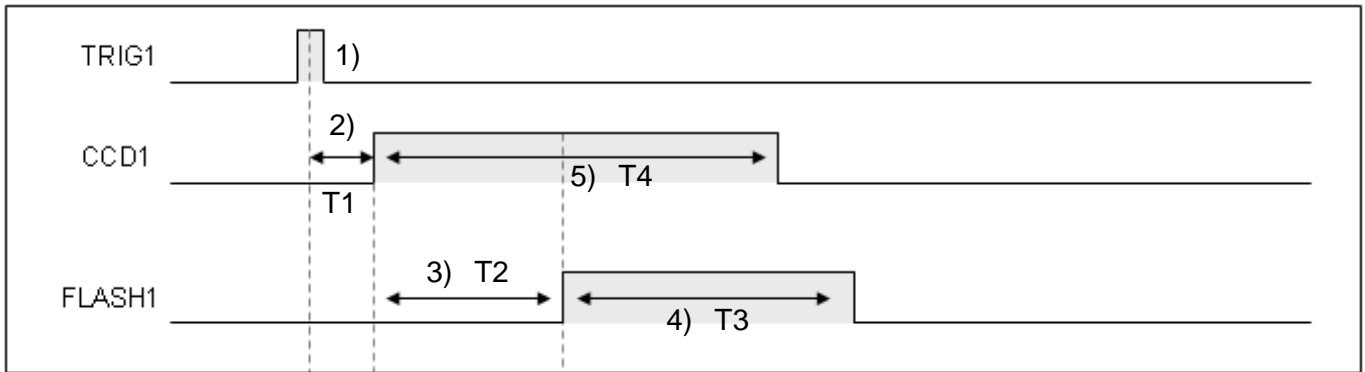 TRIG1
1)
2)
CCD1
5) T4
T1
3) T2
FLASH1
4) T3